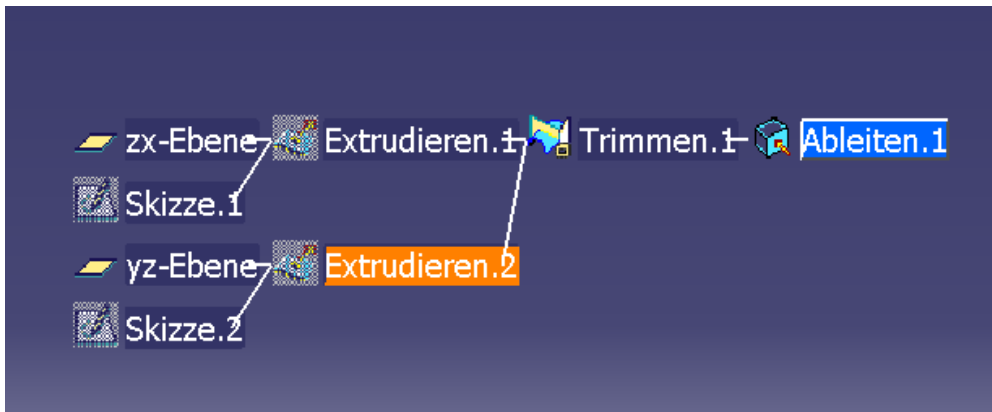 zx-Ebene Extrudieren.1 Trimmen.1 Ableiten.1
Skizze.1
yz-Ebene Extrudieren.2
Skizze.2